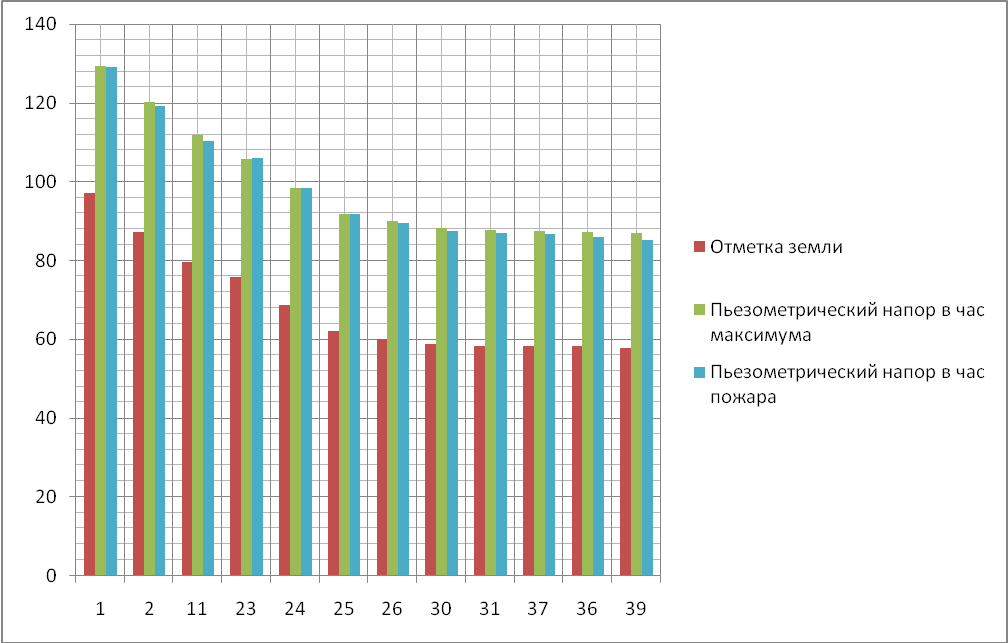 140
120
100
80
60
40
20
0
1 2 11 23 24 25 26 30 31 37 36 39
Отметка земли
Пьезометрический напор в час
максимума
Пьезометрический напор в час
пожара